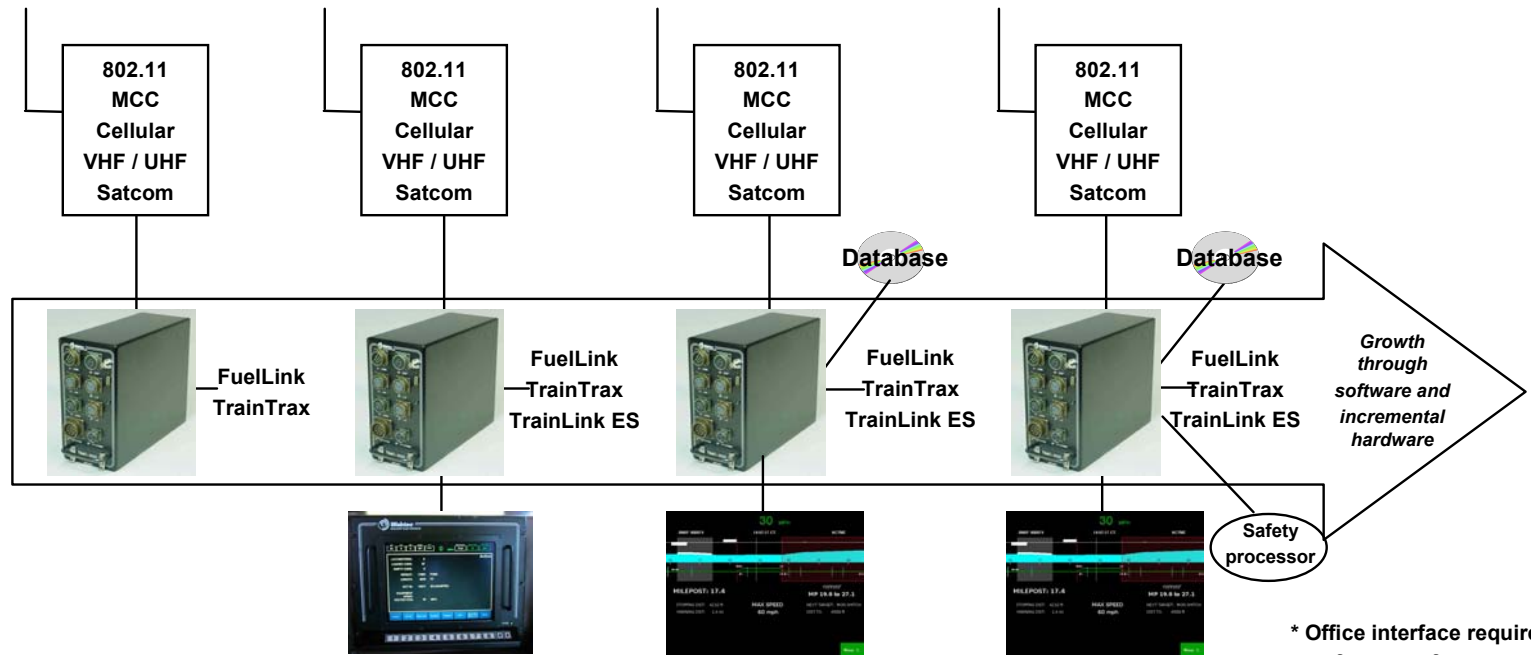 802.11
MCC
Cellular
VHF / UHF
Satcom
802.11
MCC
Cellular
VHF / UHF
Satcom
802.11
MCC
Cellular
VHF / UHF
Satcom
802.11
MCC
Cellular
VHF / UHF
Satcom
Database
Database
FuelLink
TrainTrax
FuelLink
TrainTrax
TrainLink ES
FuelLink
TrainTrax
TrainLink ES
FuelLink
TrainTrax
TrainLink ES
Growth
through
software and
incremental
hardware
Wabtec
30
MILEPOST: 17.4
MP 19.8 to 27.1
MAX SPEED
60 mph
30
MILEPOST: 17.4
MP 19.8 to 27.1
MAX SPEED
60 mph
Safety
processor
* Office interface require